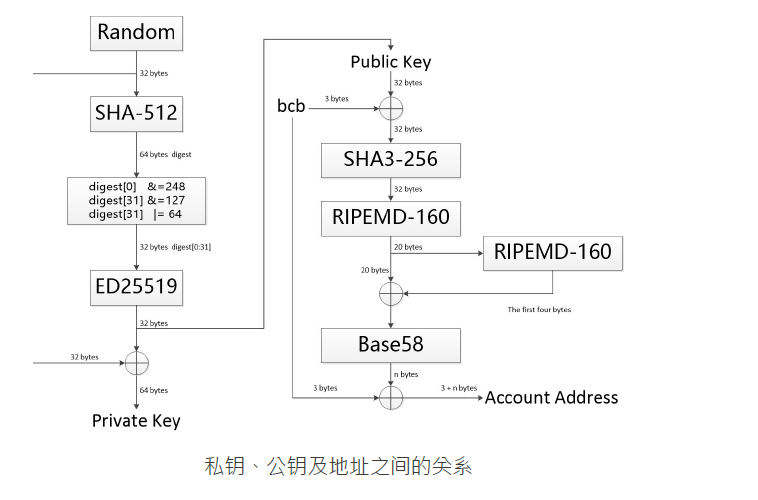 Random
32 bytes
SHA-512
64 bytes digest
digest[0] &=248
digest[31] &=127
digest[31] |= 64
32 bytes digest[0:31]
ED25519
32 bytes
32 bytes
64 bytes
Private Key
Public Key
32 bytes
bcb
3 bytes
32 bytes
SHA3-256
32 bytes
RIPEMD-160
20 bytes
RIPEMD-160
20 bytes
The first four bytes
Base58
n bytes
3 bytes
3 + n bytes
Account Address
私钥、公钥及地址之间的关系